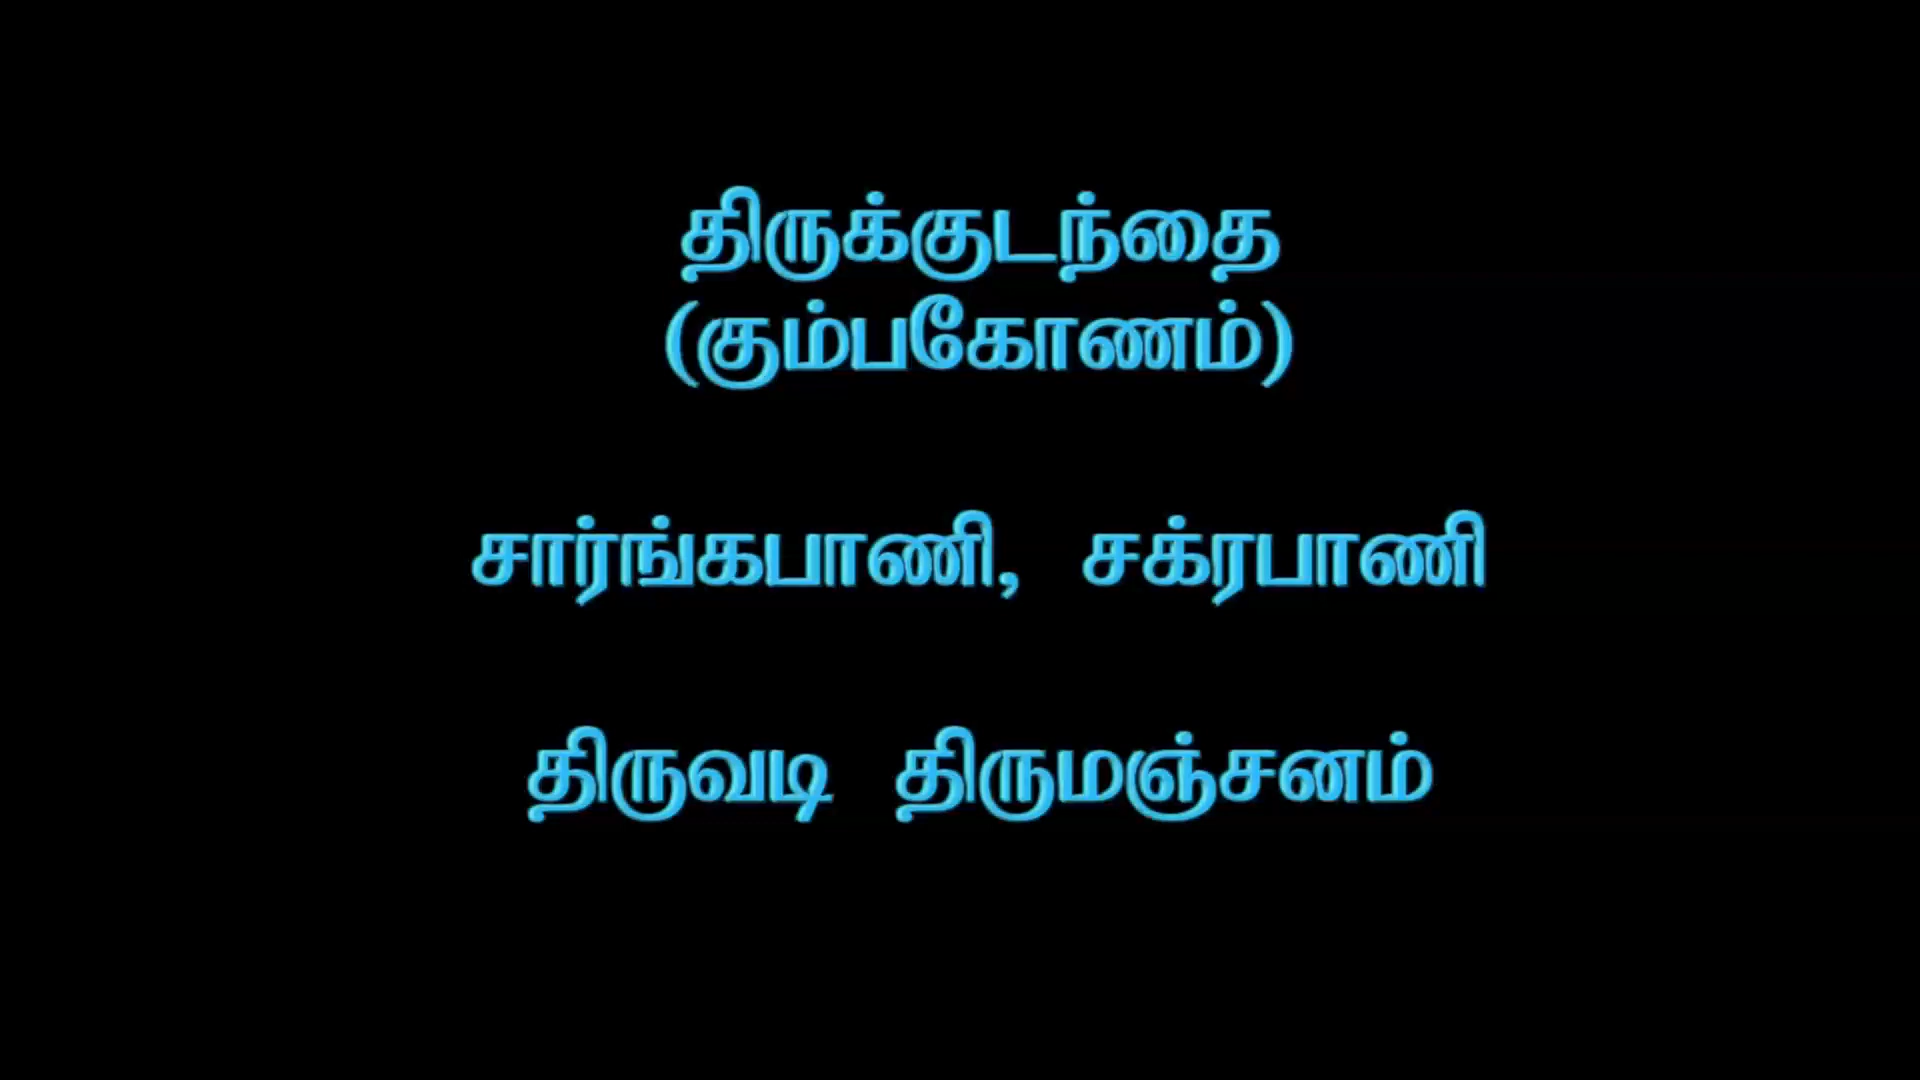 திருக்குடந்தை
(கும்பகோணம்)
சார்ங்கபாணி, சக்ரபாணி
திருவடி திருமஞ்சனம்